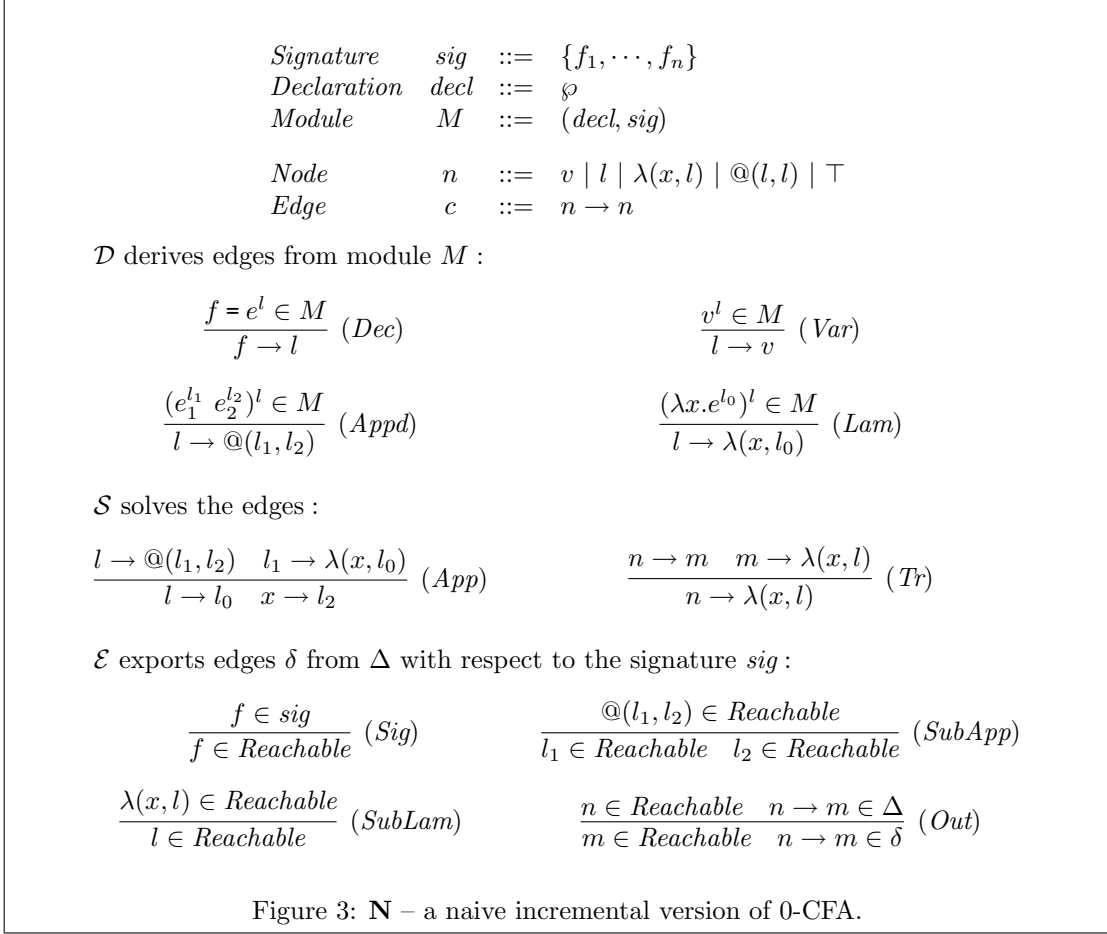 Signature sig ::= {f₁, ⋯ , fₙ}
Declaration decl ::= ℘
Module M ::= (decl, sig)
Node n ::= v | l | λ(x, l) | @(l, l) | ⊤
Edge c ::= n → n
𝒟 derives edges from module M :
f = eˡ ∈ M
f → l (Dec)
vˡ ∈ M
l → v (Var)
(e₁^{l₁} e₂^{l₂})ˡ ∈ M
l → @(l₁, l₂) (Appd)
(λx.e^{l₀})ˡ ∈ M
l → λ(x, l₀) (Lam)
𝒮 solves the edges :
l → @(l₁, l₂) l₁ → λ(x, l₀)
l → l₀ x → l₂ (App)
n → m m → λ(x, l)
n → λ(x, l) (Tr)
ℰ exports edges δ from Δ with respect to the signature sig :
f ∈ sig
f ∈ Reachable (Sig)
@(l₁, l₂) ∈ Reachable
l₁ ∈ Reachable l₂ ∈ Reachable (SubApp)
λ(x, l) ∈ Reachable
l ∈ Reachable (SubLam)
n ∈ Reachable n → m ∈ Δ
m ∈ Reachable n → m ∈ δ (Out)
Figure 3: N – a naive incremental version of 0-CFA.